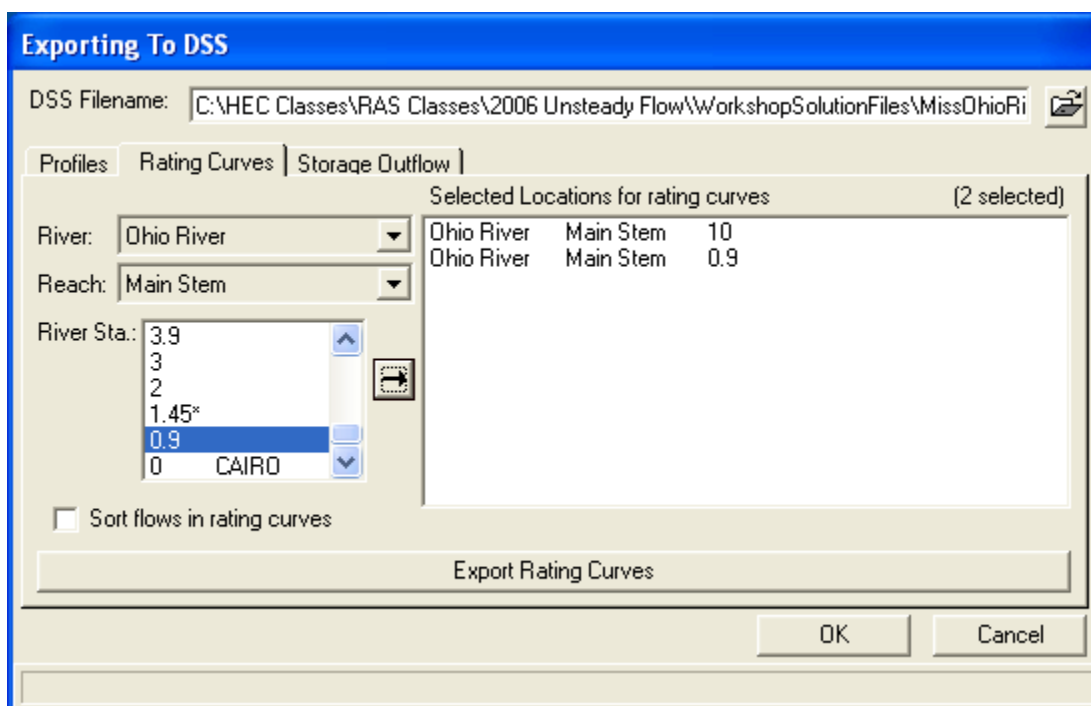 Exporting To DSS
DSS Filename: C:\HEC Classes\RAS Classes\2006 Unsteady Flow\WorkshopSolutionFiles\MissOhioRi
Profiles Rating Curves Storage Outflow
Selected Locations for rating curves (2 selected)
River: Ohio River
Reach: Main Stem
River Sta.: 3.9
3
2
1.45*
0.9
0 CAIRO
Ohio River Main Stem 10
Ohio River Main Stem 0.9
Sort flows in rating curves
Export Rating Curves
OK Cancel